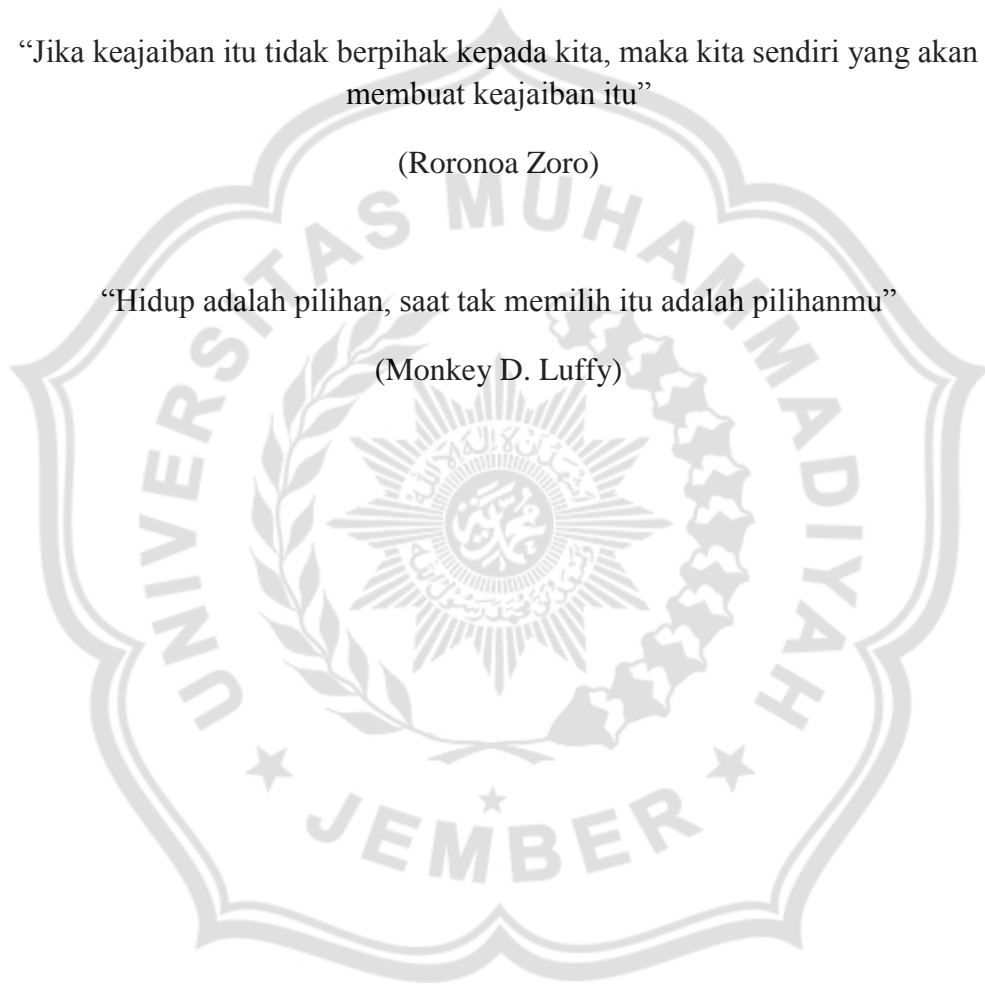 “Jika keajaiban itu tidak berpihak kepada kita, maka kita sendiri yang akan
membuat keajaiban itu”
(Roronoa Zoro)
“Hidup adalah pilihan, saat tak memilih itu adalah pilihanmu”
(Monkey D. Luffy)
UNIVERSITAS MUHAMMADIYAH
JEMBER